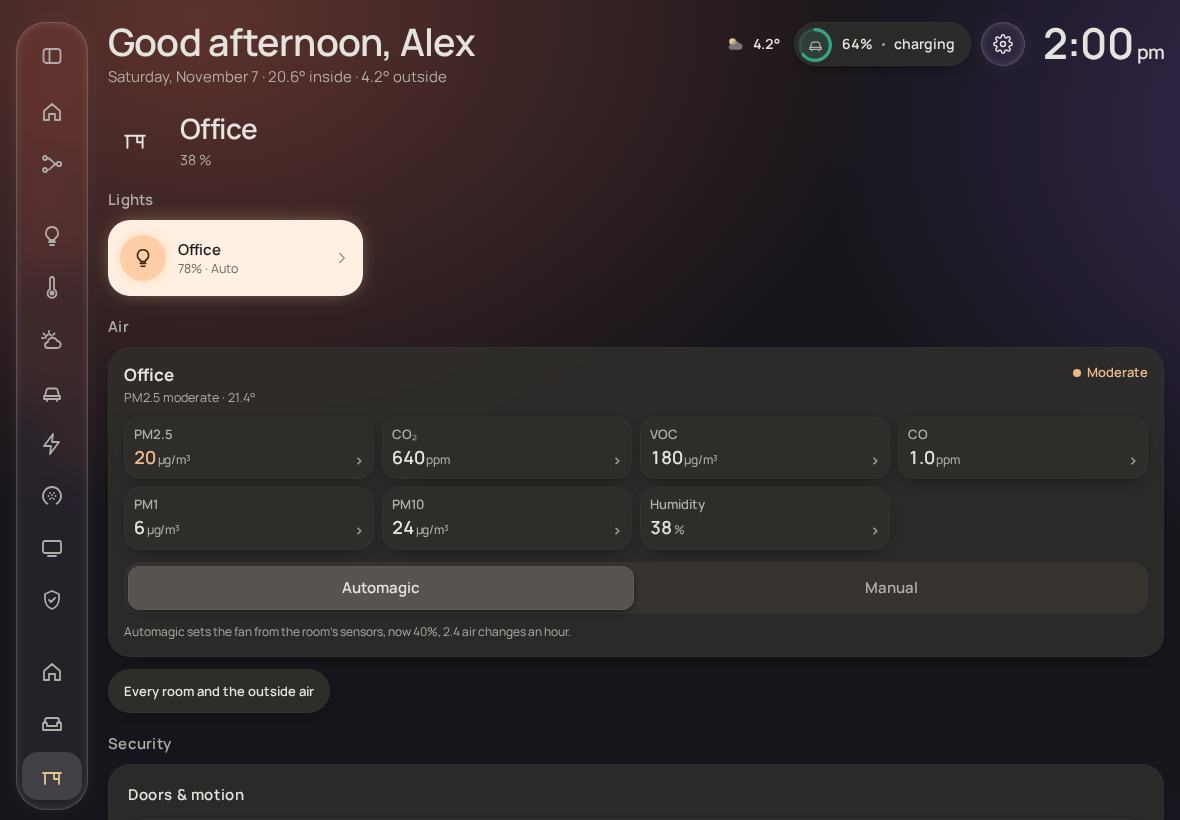 Good afternoon, Alex
4.2°
64% · charging
2:00 pm
Saturday, November 7 · 20.6° inside · 4.2° outside
Office
38 %
Lights
Office
78% · Auto
Air
Office
Moderate
PM2.5 moderate · 21.4°
PM2.5
20 µg/m³
CO₂
640 ppm
VOC
180 µg/m³
CO
1.0 ppm
PM1
6 µg/m³
PM10
24 µg/m³
Humidity
38 %
Automagic
Manual
Automagic sets the fan from the room's sensors, now 40%, 2.4 air changes an hour.
Every room and the outside air
Security
Doors & motion